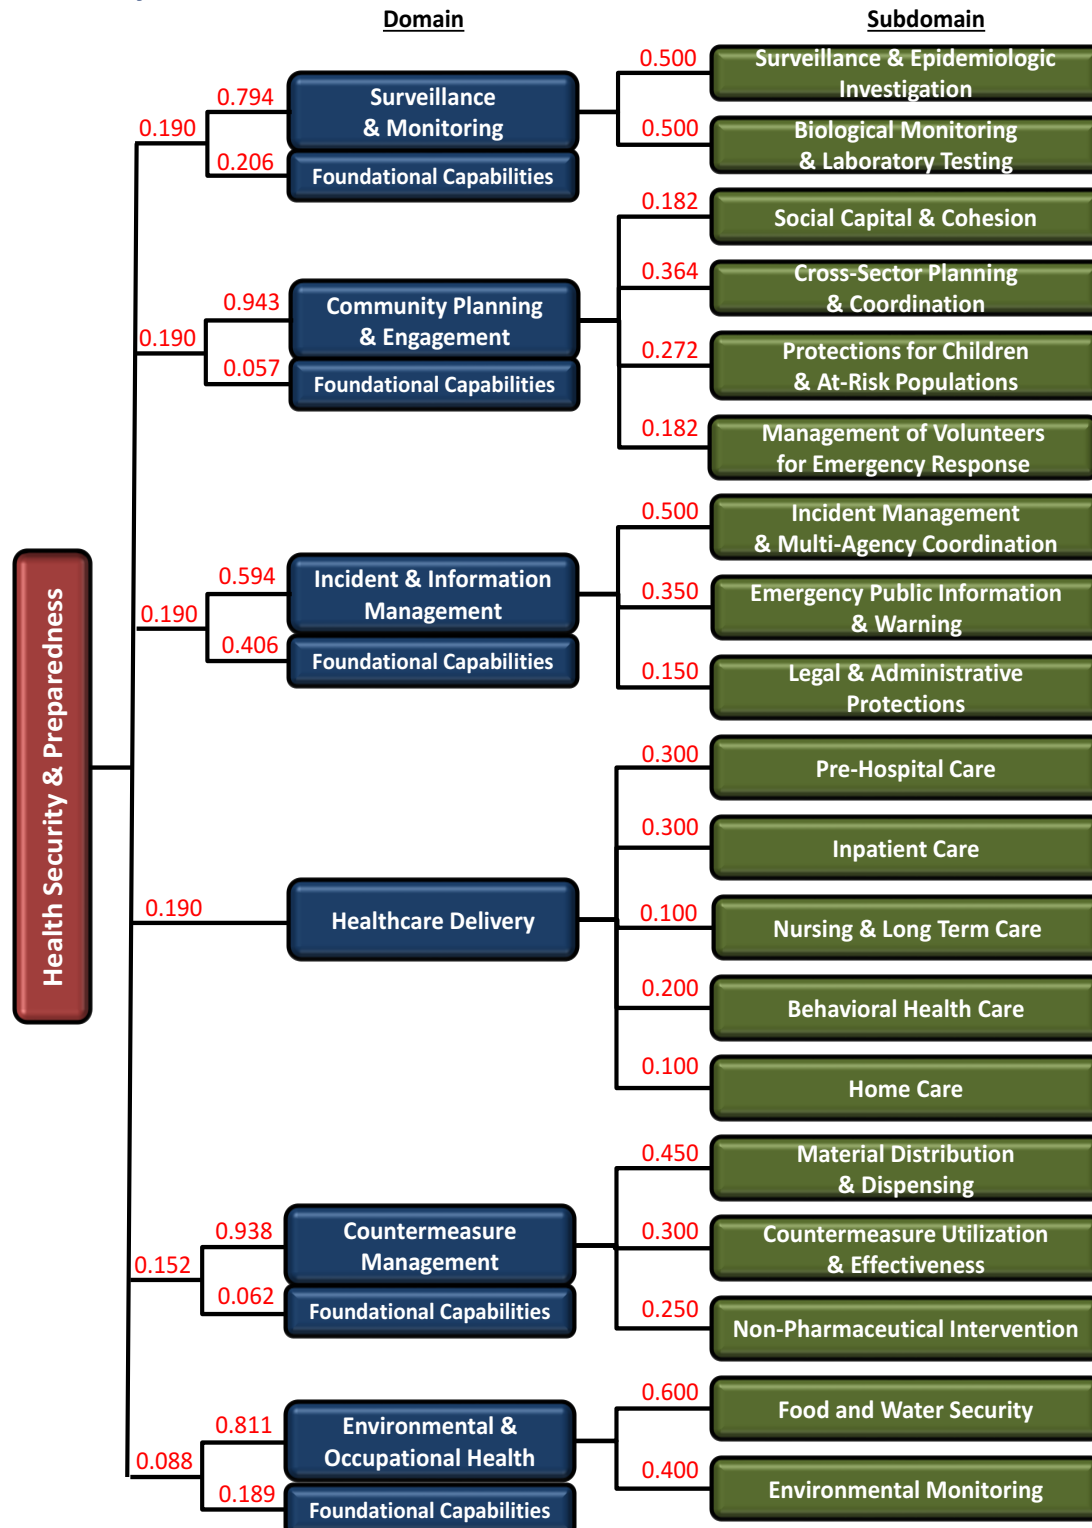 Domain
Subdomain
Health Security & Preparedness
0.190
0.794
Surveillance
& Monitoring
0.206
Foundational Capabilities
0.500
Surveillance & Epidemiologic
Investigation
0.500
Biological Monitoring
& Laboratory Testing
0.190
0.943
Community Planning
& Engagement
0.057
Foundational Capabilities
0.182
Social Capital & Cohesion
0.364
Cross-Sector Planning
& Coordination
0.272
Protections for Children
& At-Risk Populations
0.182
Management of Volunteers
for Emergency Response
0.190
0.594
Incident & Information
Management
0.406
Foundational Capabilities
0.500
Incident Management
& Multi-Agency Coordination
0.350
Emergency Public Information
& Warning
0.150
Legal & Administrative
Protections
0.190
Healthcare Delivery
0.300
Pre-Hospital Care
0.300
Inpatient Care
0.100
Nursing & Long Term Care
0.200
Behavioral Health Care
0.100
Home Care
0.152
0.938
Countermeasure
Management
0.062
Foundational Capabilities
0.450
Material Distribution
& Dispensing
0.300
Countermeasure Utilization
& Effectiveness
0.250
Non-Pharmaceutical Intervention
0.088
0.811
Environmental &
Occupational Health
0.189
Foundational Capabilities
0.600
Food and Water Security
0.400
Environmental Monitoring